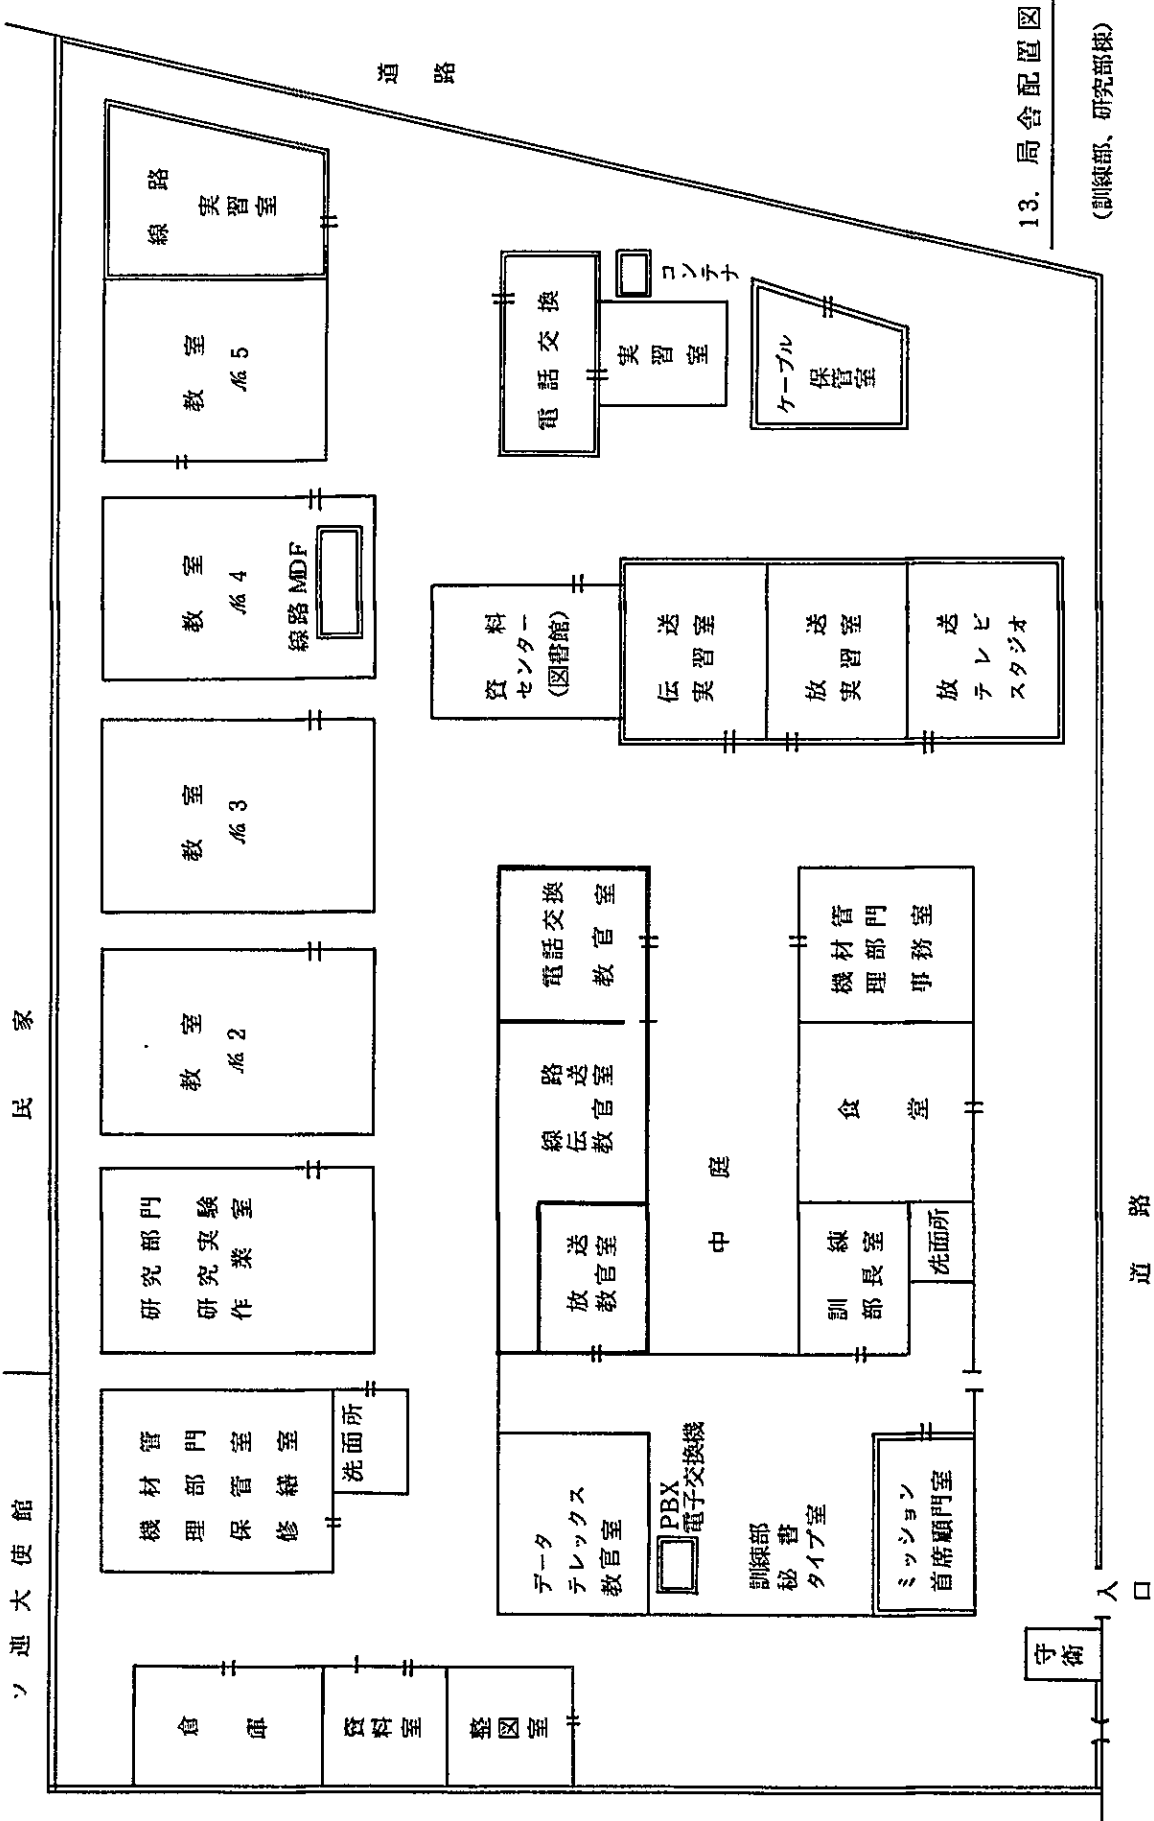 13. 局舎配置図
(訓練部、研究部棟)
ソ連大使館
民家
道路
倉庫
資料室
整図室
機材管
理部門
保管室
修繕室
洗面所
研究部門
研究実験
作業室
教室
№2
教室
№3
教室
№4
線路MDF
教室
№5
線路
実習室
データ
テレックス
教官室
PBX
電子交換機
訓練部
秘書
タイプ室
ミッション
首席顧問室
放送
教官室
線路
伝送
教官室
電話交換
教官室
中庭
訓練
部長室
洗面所
食堂
機材管
理部門
事務室
資料
センター
(図書館)
伝送
実習室
放送
実習室
放送
テレビ
スタジオ
電話交換
実習室
コンテナ
ケーブル
保管室
守衛
入口
道路